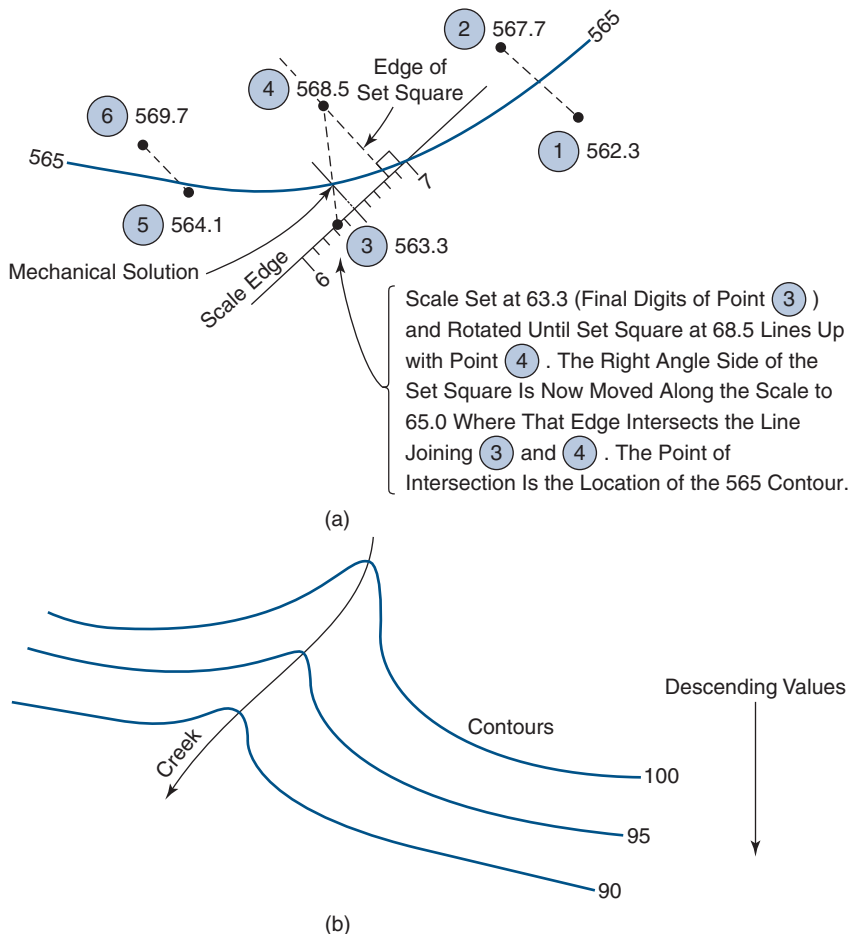 2 567.7
565
4 568.5
Edge of
Set Square
6 569.7
1 562.3
565
7
5 564.1
3 563.3
Mechanical Solution
Scale Edge
6
Scale Set at 63.3 (Final Digits of Point 3 )
and Rotated Until Set Square at 68.5 Lines Up
with Point 4 . The Right Angle Side of the
Set Square Is Now Moved Along the Scale to
65.0 Where That Edge Intersects the Line
Joining 3 and 4 . The Point of
Intersection Is the Location of the 565 Contour.
(a)
Descending Values
Contours
Creek
100
95
90
(b)